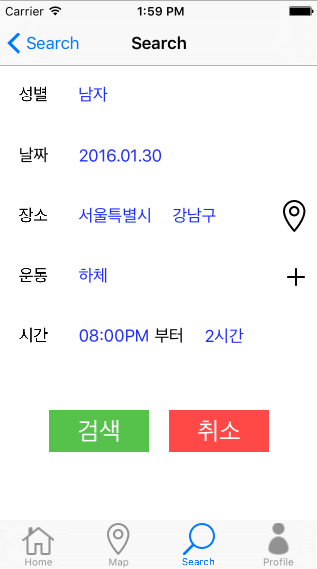 Carrier 1:59 PM
Search Search
성별 남자
날짜 2016.01.30
장소 서울특별시 강남구
운동 하체
시간 08:00PM 부터 2시간
검색 취소
Home Map Search Profile